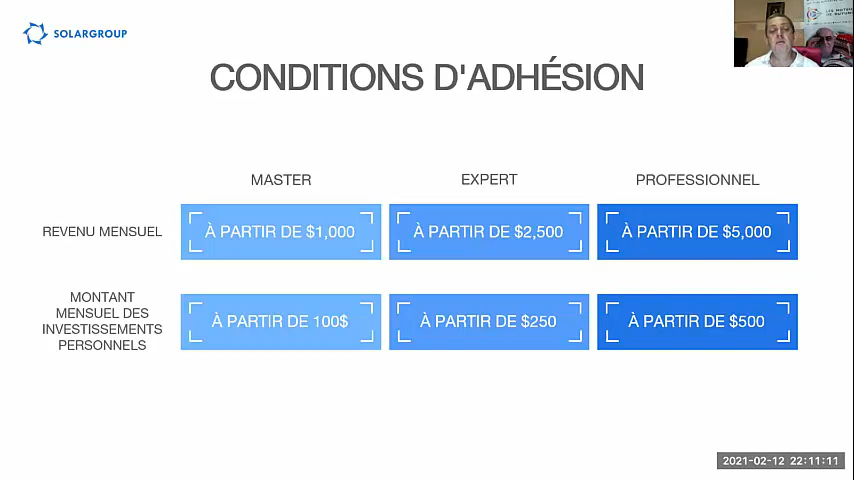 SOLARGROUP
CONDITIONS D'ADHÉSION
MASTER
EXPERT
PROFESSIONNEL
REVENU MENSUEL
À PARTIR DE $1,000
À PARTIR DE $2,500
À PARTIR DE $5,000
MONTANT
MENSUEL DES
INVESTISSEMENTS
PERSONNELS
À PARTIR DE 100$
À PARTIR DE $250
À PARTIR DE $500
2021-02-12 22:11:11